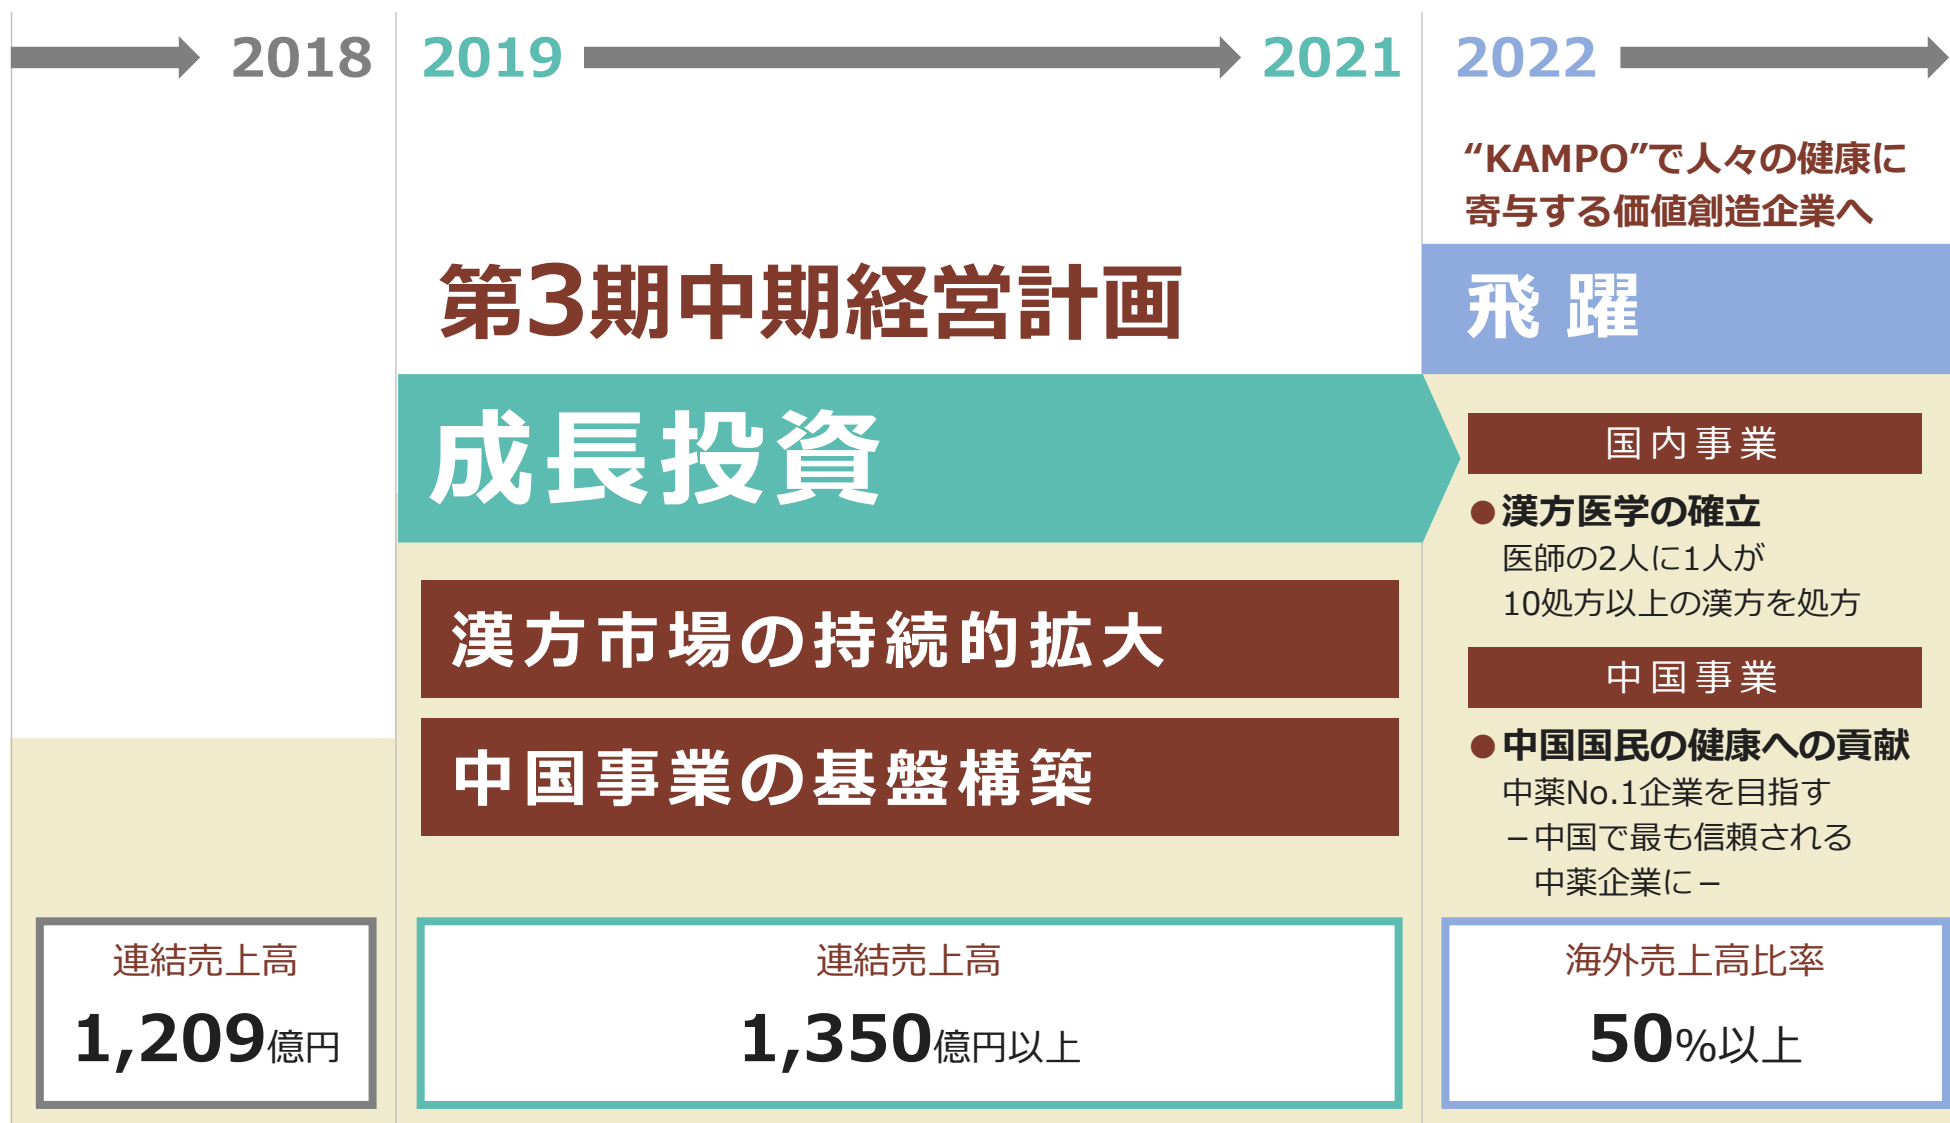 2018
2019
2021
2022
“KAMPO”で人々の健康に
寄与する価値創造企業へ
第3期中期経営計画
飛躍
成長投資
漢方市場の持続的拡大
中国事業の基盤構築
国内事業
●漢方医学の確立
医師の2人に1人が
10処方以上の漢方を処方
中国事業
●中国国民の健康への貢献
中薬No.1企業を目指す
－中国で最も信頼される
中薬企業に－
連結売上高
1,209億円
連結売上高
1,350億円以上
海外売上高比率
50%以上